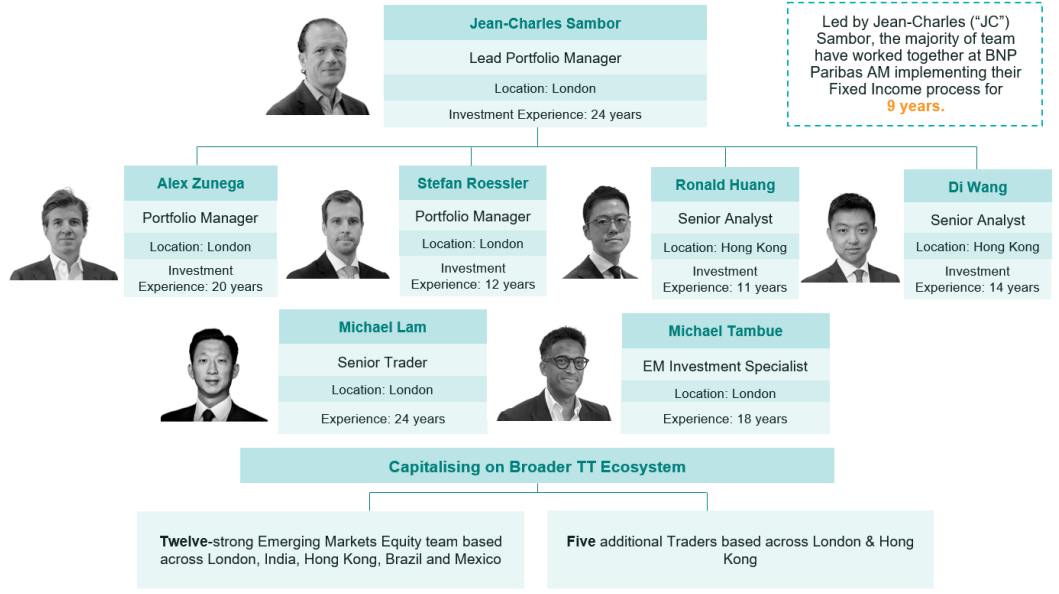 Jean-Charles Sambor
Lead Portfolio Manager
Location: London
Investment Experience: 24 years
Led by Jean-Charles (“JC”)
Sambor, the majority of team
have worked together at BNP
Paribas AM implementing their
Fixed Income process for
9 years.
Alex Zunega
Portfolio Manager
Location: London
Investment
Experience: 20 years
Stefan Roessler
Portfolio Manager
Location: London
Investment
Experience: 12 years
Ronald Huang
Senior Analyst
Location: Hong Kong
Investment
Experience: 11 years
Di Wang
Senior Analyst
Location: Hong Kong
Investment
Experience: 14 years
Michael Lam
Senior Trader
Location: London
Experience: 24 years
Michael Tambue
EM Investment Specialist
Location: London
Experience: 18 years
Capitalising on Broader TT Ecosystem
Twelve-strong Emerging Markets Equity team based
across London, India, Hong Kong, Brazil and Mexico
Five additional Traders based across London & Hong
Kong